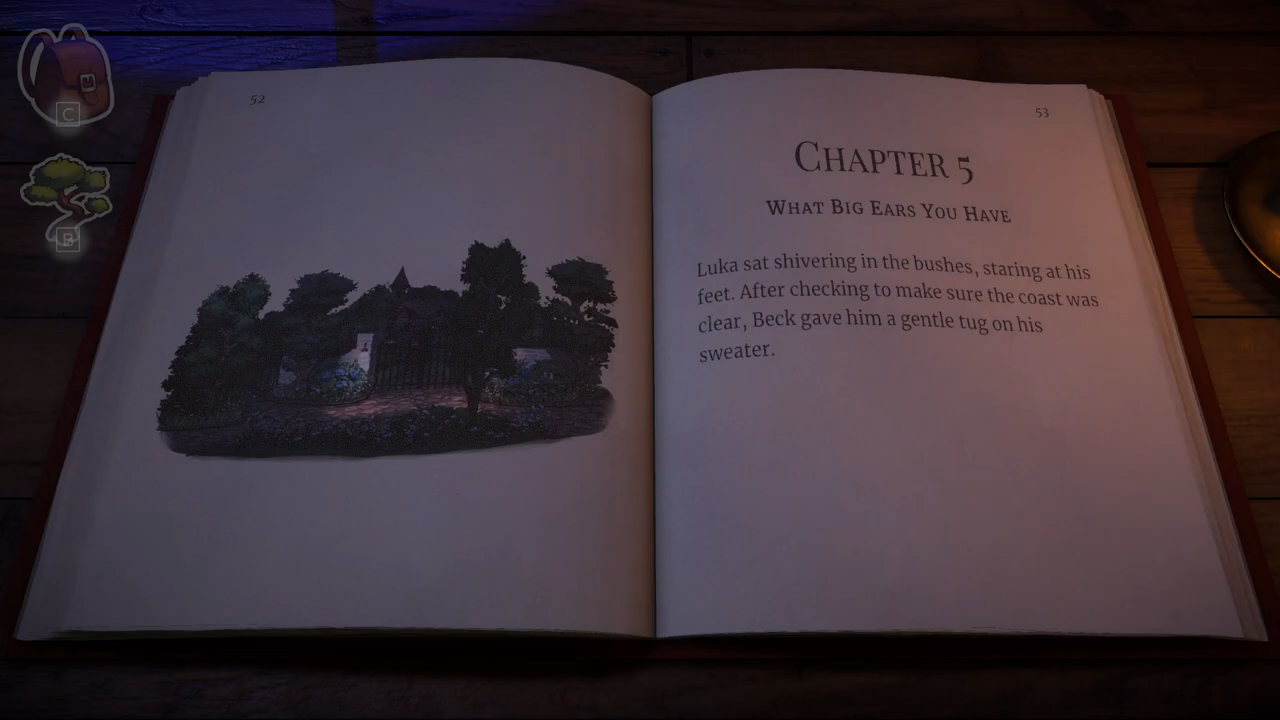 52
53
C
B
Chapter 5
What Big Ears You Have
Luka sat shivering in the bushes, staring at his
feet. After checking to make sure the coast was
clear, Beck gave him a gentle tug on his
sweater.